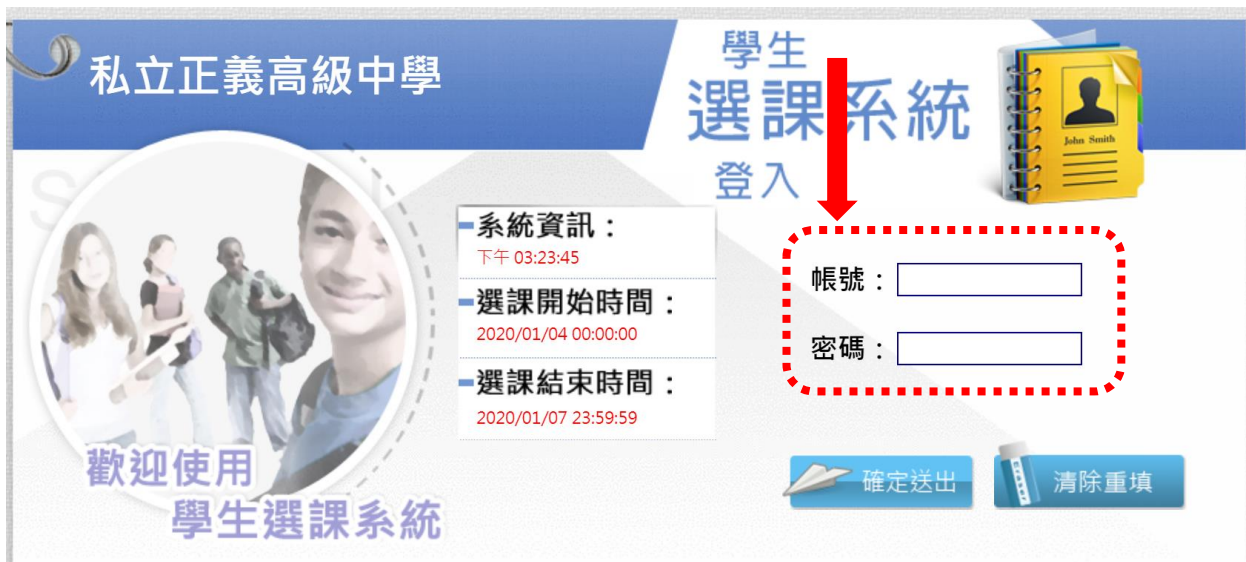 私立正義高級中學
學生
選課系統
登入
John Smith
系統資訊：
下午 03:23:45
選課開始時間：
2020/01/04 00:00:00
選課結束時間：
2020/01/07 23:59:59
帳號：
密碼：
確定送出
清除重填
歡迎使用
學生選課系統